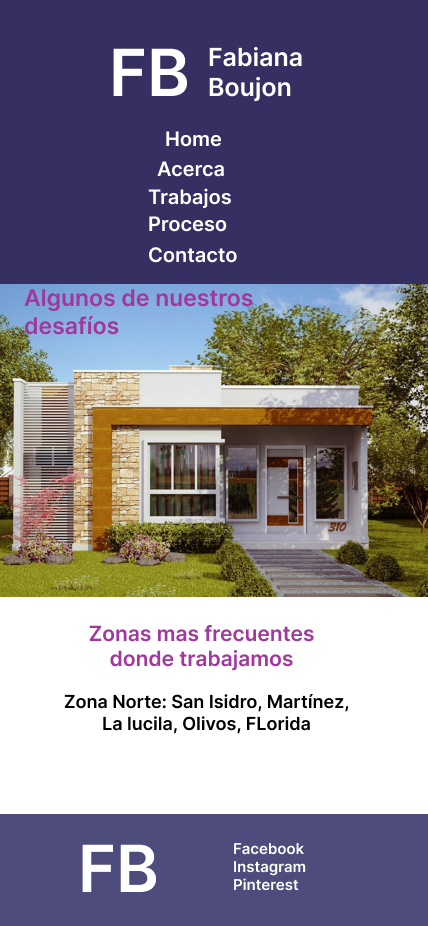 FB
Fabiana
Boujon
Home
Acerca
Trabajos
Proceso
Contacto
Algunos de nuestros
desafíos
310
Zonas mas frecuentes
donde trabajamos
Zona Norte: San Isidro, Martínez,
La lucila, Olivos, FLorida
FB
Facebook
Instagram
Pinterest